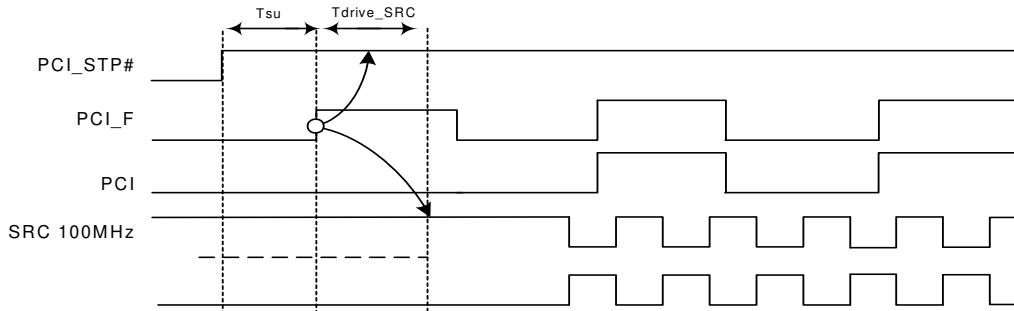 Tsu
Tdrive_SRC
PCI_STP#
PCI_F
PCI
SRC 100MHz